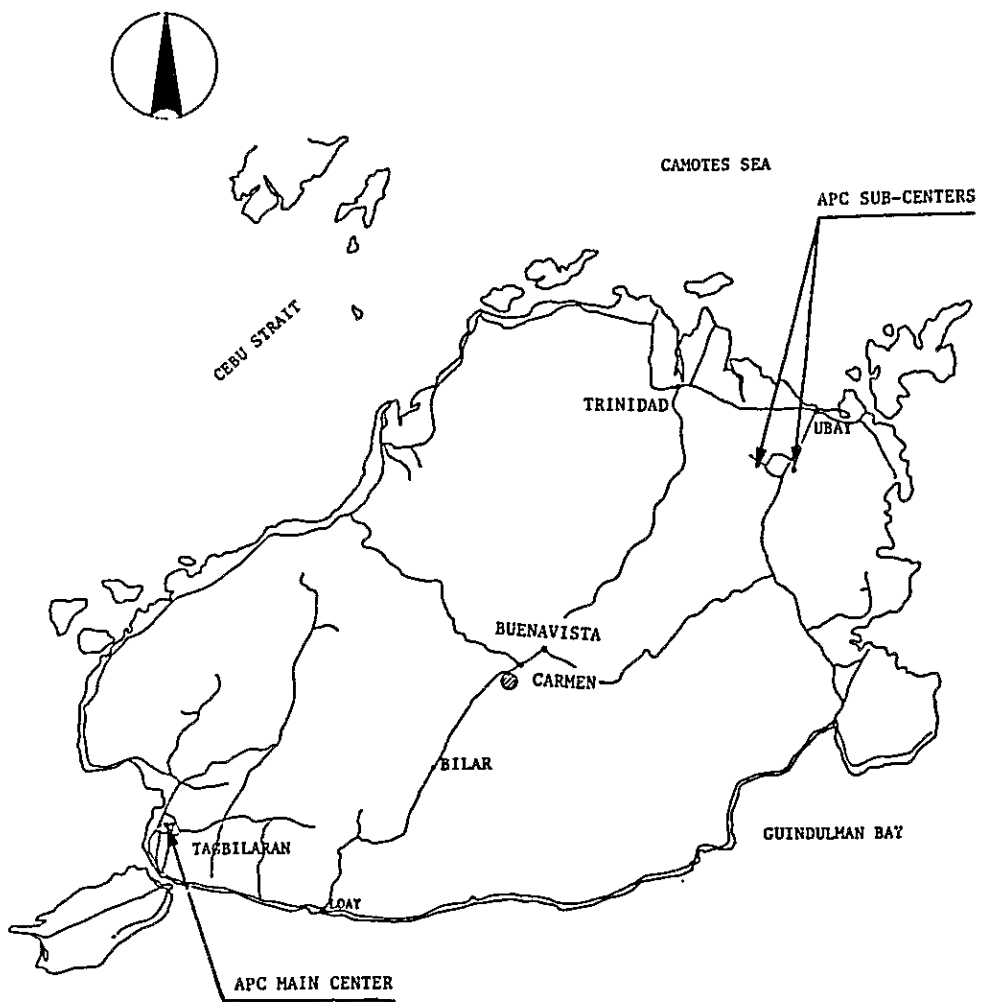 CAMOTES SEA
APC SUB-CENTERS
CEBU STRAIT
TRINIDAD
UBAY
BUENAVISTA
CARMEN
BILAR
GUINDULMAN BAY
TAGBILARAN
LOAY
APC MAIN CENTER